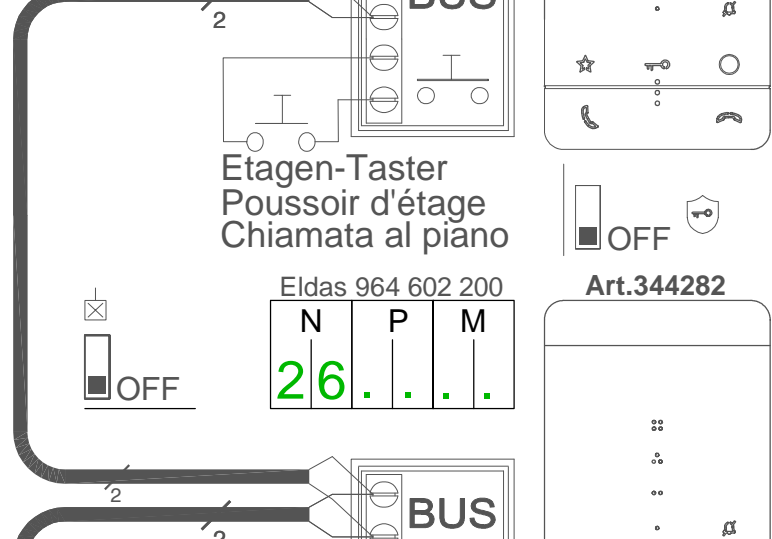 BUS
2
Etagen-Taster
Poussoir d'étage
Chiamata al piano
OFF
Eldas 964 602 200
Art.344282
N P M
OFF
26....
2
BUS
2